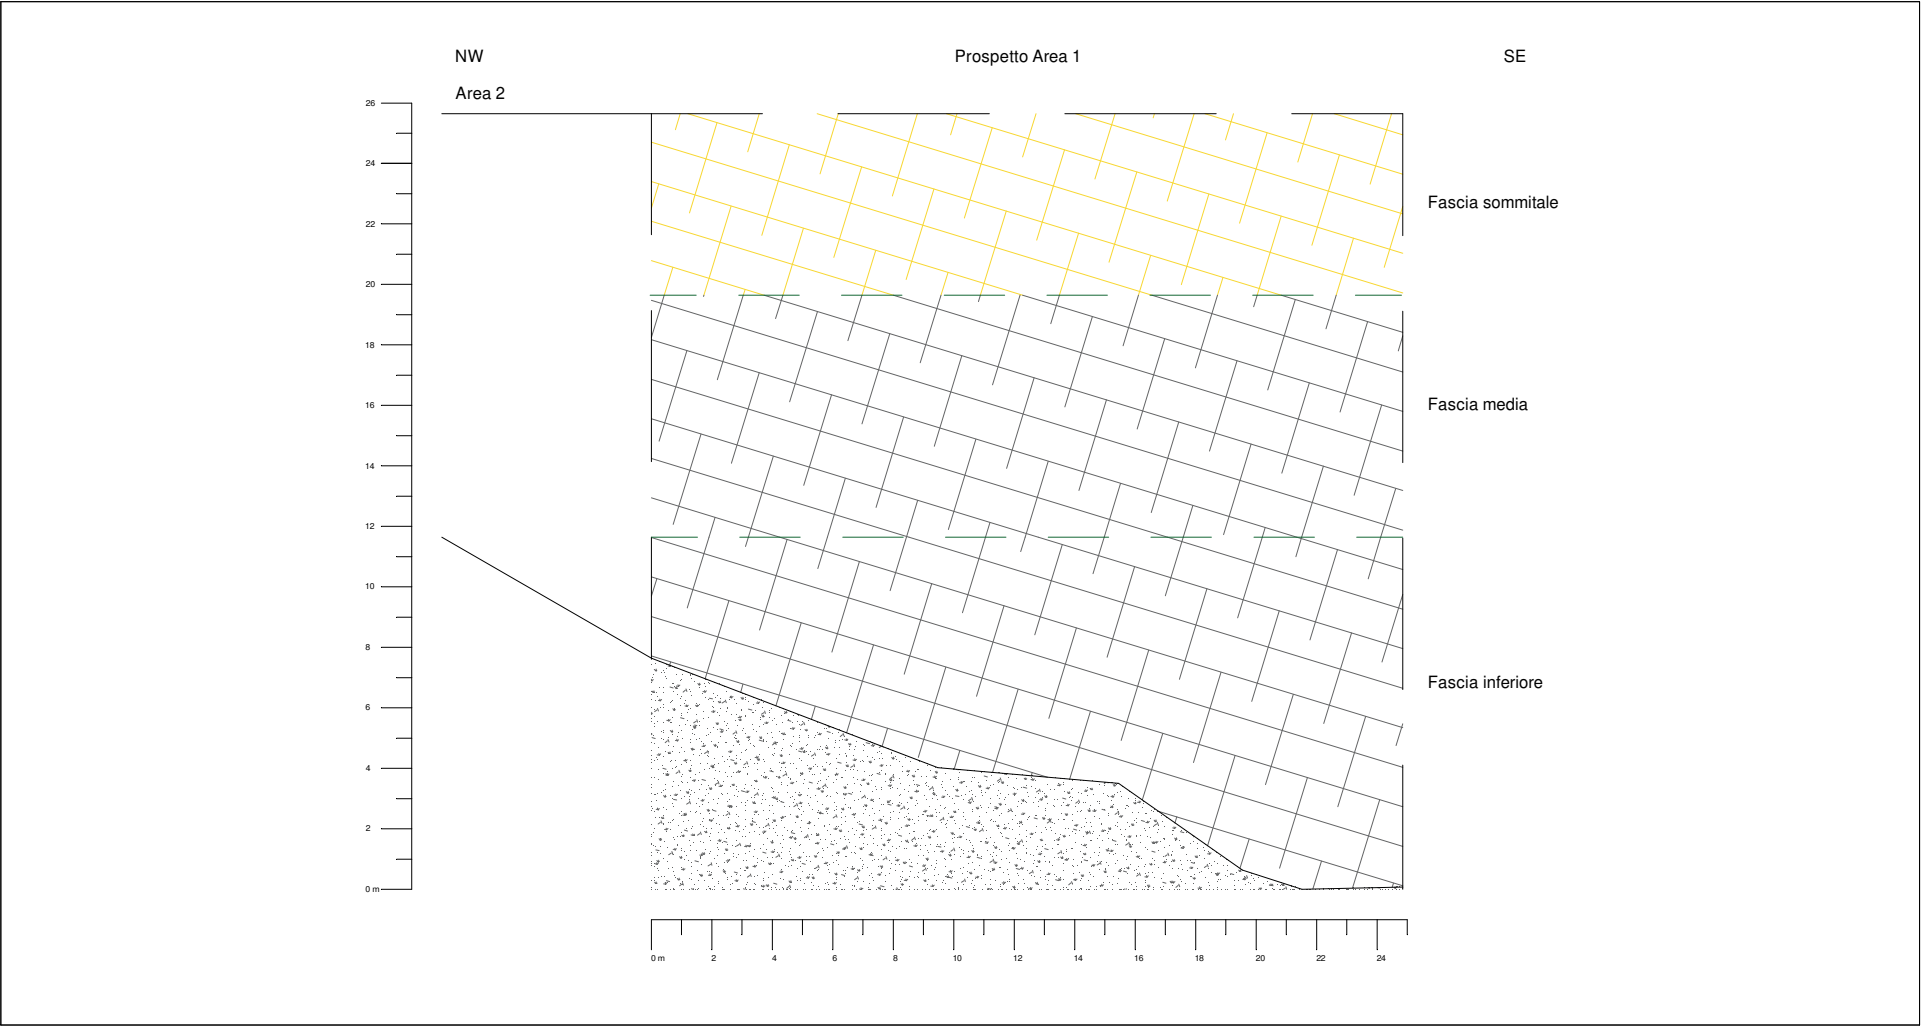 NW
Prospetto Area 1
SE
Area 2
26
24
22
20
18
16
14
12
10
8
6
4
2
0 m
Fascia sommitale
Fascia media
Fascia inferiore
0 m 2 4 6 8 10 12 14 16 18 20 22 24